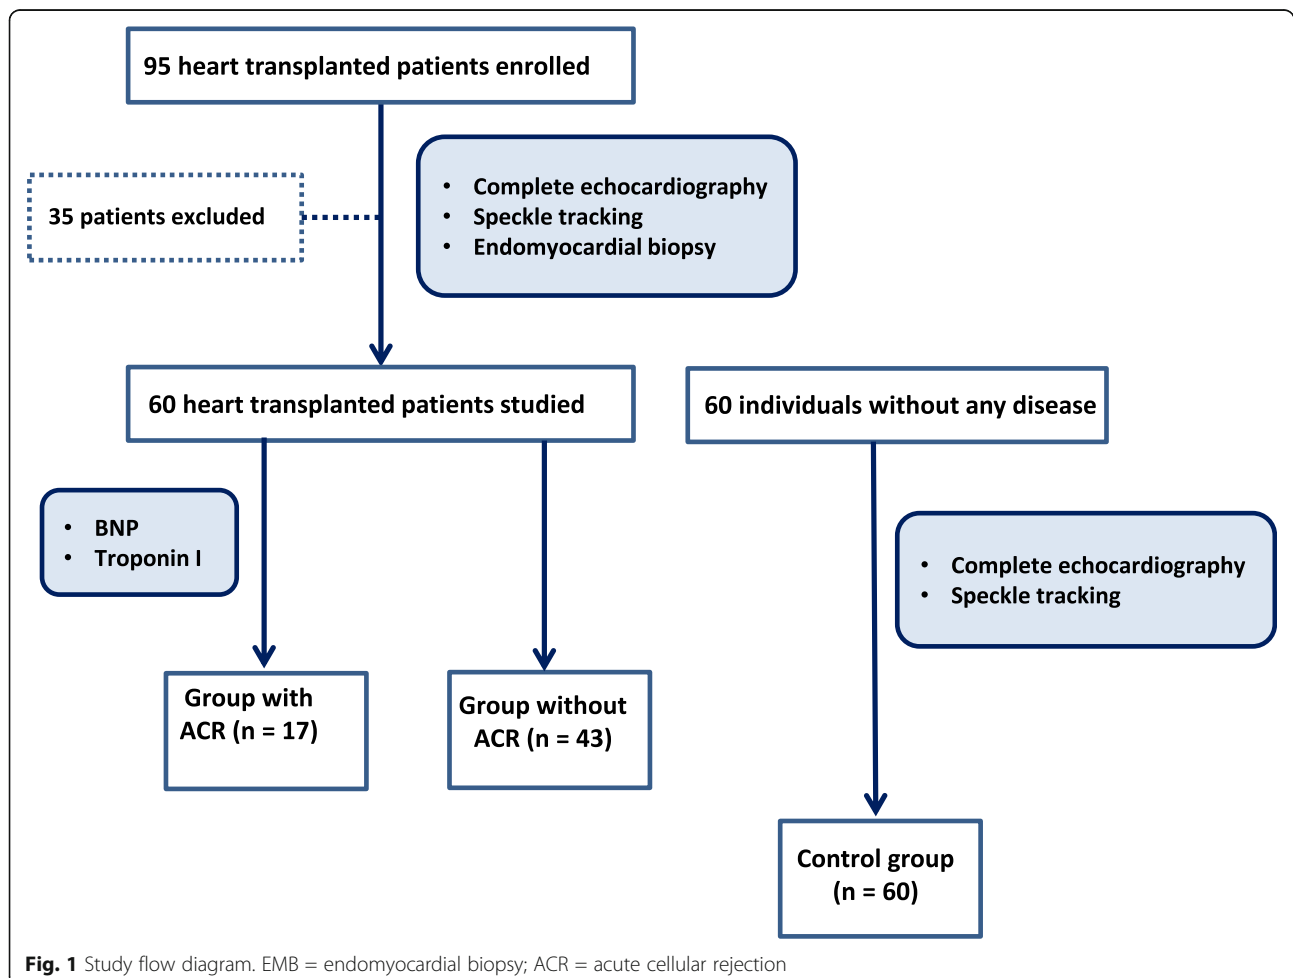 95 heart transplanted patients enrolled
• Complete echocardiography
• Speckle tracking
• Endomyocardial biopsy
35 patients excluded
60 heart transplanted patients studied
60 individuals without any disease
• BNP
• Troponin I
• Complete echocardiography
• Speckle tracking
Group with
ACR (n = 17)
Group without
ACR (n = 43)
Control group
(n = 60)
Fig. 1 Study flow diagram. EMB = endomyocardial biopsy; ACR = acute cellular rejection